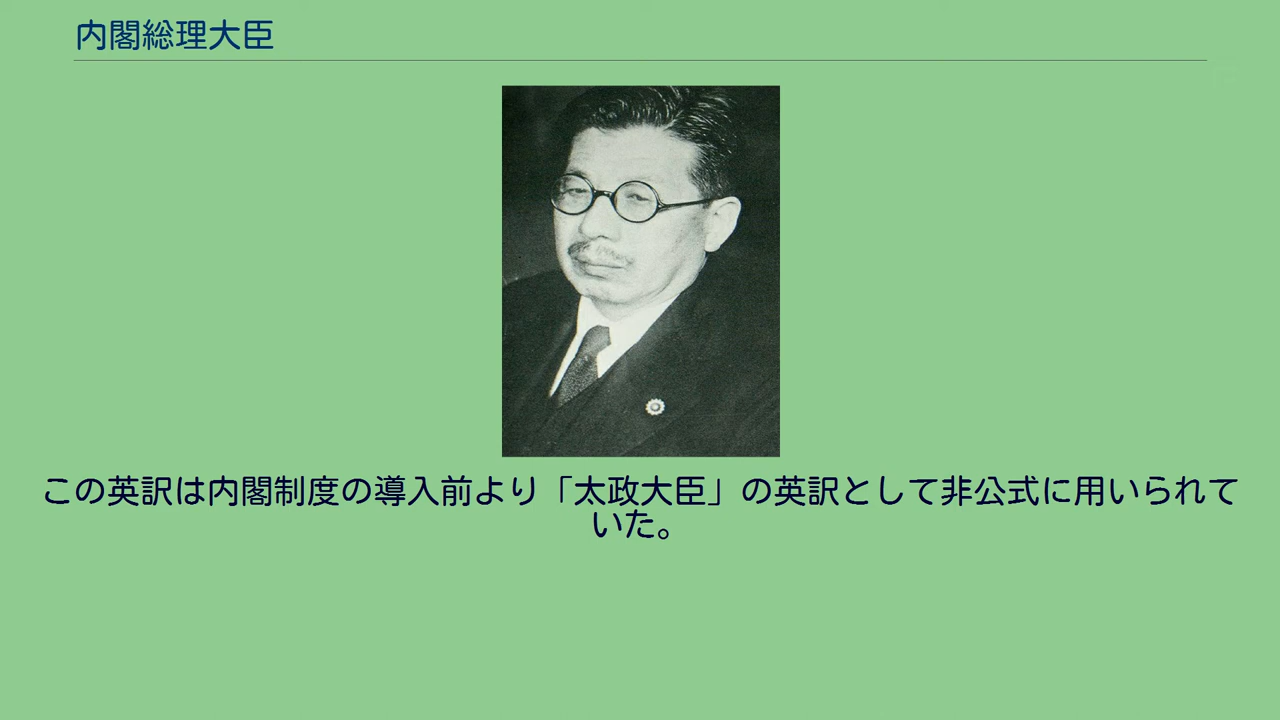 内閣総理大臣
この英訳は内閣制度の導入前より「太政大臣」の英訳として非公式に用いられて
いた。